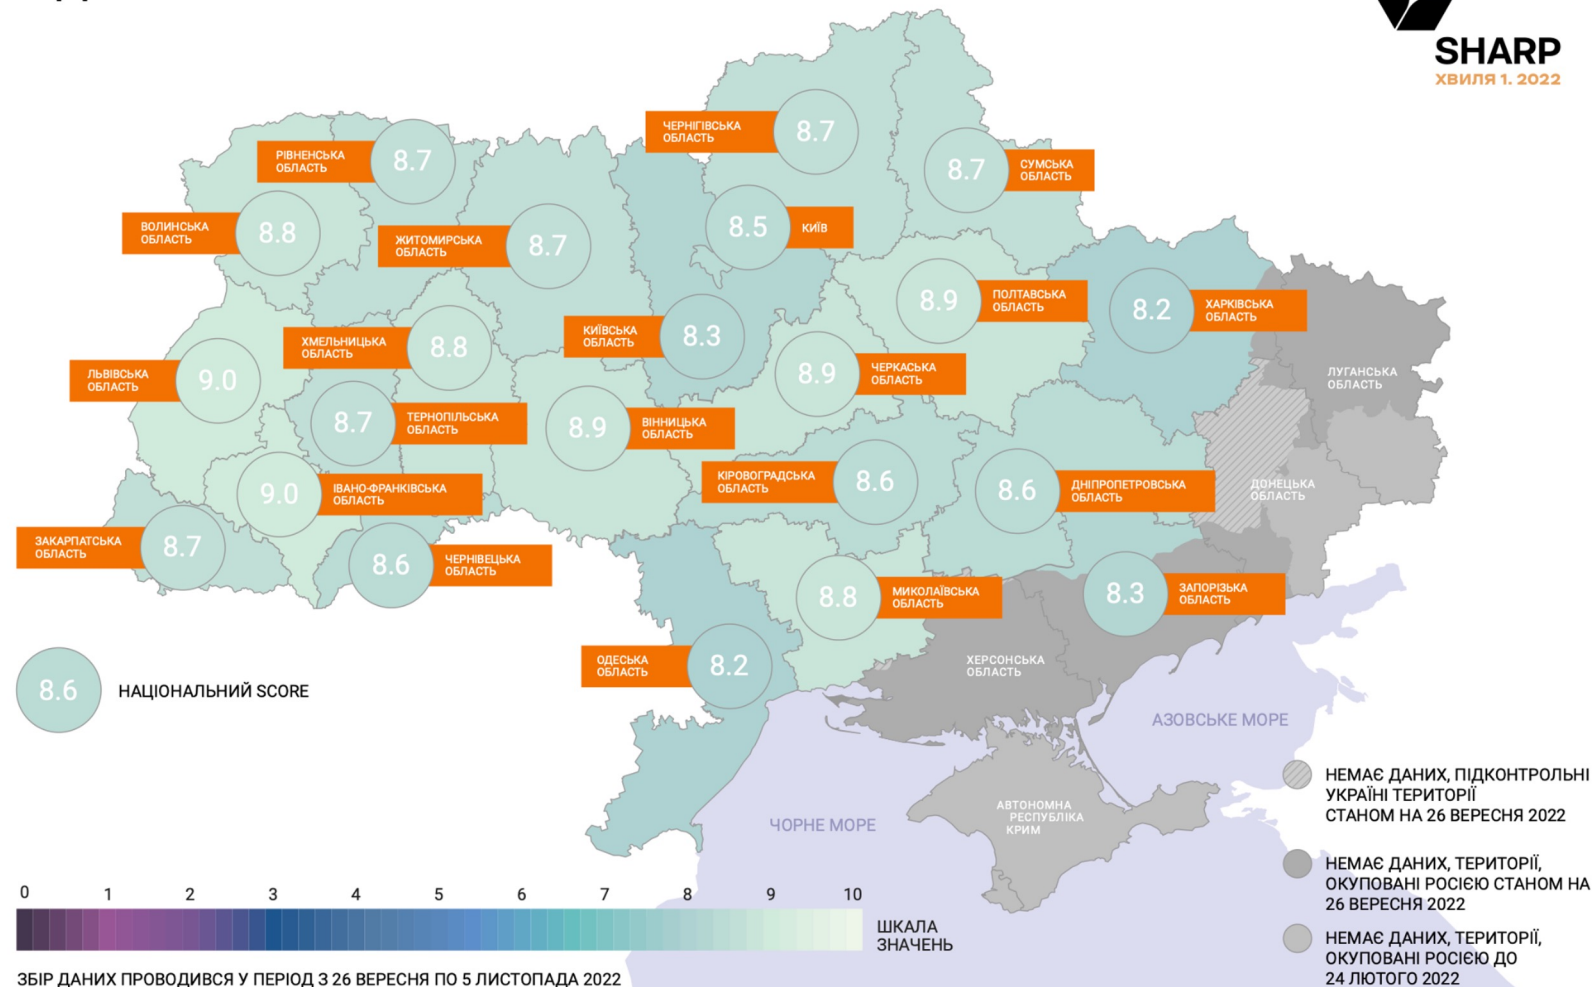 SHARP
ХВИЛЯ 1. 2022
ЧЕРНІГІВСЬКА
ОБЛАСТЬ
8.7
РІВНЕНСЬКА
ОБЛАСТЬ
8.7
8.7
СУМСЬКА
ОБЛАСТЬ
ВОЛИНСЬКА
ОБЛАСТЬ
8.8
ЖИТОМИРСЬКА
ОБЛАСТЬ
8.7
8.5
КИЇВ
8.9
ПОЛТАВСЬКА
ОБЛАСТЬ
8.2
ХАРКІВСЬКА
ОБЛАСТЬ
ХМЕЛЬНИЦЬКА
ОБЛАСТЬ
8.8
КИЇВСЬКА
ОБЛАСТЬ
8.3
ЛЬВІВСЬКА
ОБЛАСТЬ
9.0
8.9
ЧЕРКАСЬКА
ОБЛАСТЬ
ЛУГАНСЬКА
ОБЛАСТЬ
8.7
ТЕРНОПІЛЬСЬКА
ОБЛАСТЬ
8.9
ВІННИЦЬКА
ОБЛАСТЬ
9.0
ІВАНО-ФРАНКІВСЬКА
ОБЛАСТЬ
КІРОВОГРАДСЬКА
ОБЛАСТЬ
8.6
8.6
ДНІПРОПЕТРОВСЬКА
ОБЛАСТЬ
ДОНЕЦЬКА
ОБЛАСТЬ
ЗАКАРПАТСЬКА
ОБЛАСТЬ
8.7
8.6
ЧЕРНІВЕЦЬКА
ОБЛАСТЬ
8.8
МИКОЛАЇВСЬКА
ОБЛАСТЬ
8.3
ЗАПОРІЗЬКА
ОБЛАСТЬ
ОДЕСЬКА
ОБЛАСТЬ
8.2
ХЕРСОНСЬКА
ОБЛАСТЬ
8.6
НАЦІОНАЛЬНИЙ SCORE
АЗОВСЬКЕ МОРЕ
ЧОРНЕ МОРЕ
АВТОНОМНА
РЕСПУБЛІКА
КРИМ
НЕМАЄ ДАНИХ, ПІДКОНТРОЛЬНІ
УКРАЇНІ ТЕРИТОРІЇ
СТАНОМ НА 26 ВЕРЕСНЯ 2022
НЕМАЄ ДАНИХ, ТЕРИТОРІЇ,
ОКУПОВАНІ РОСІЄЮ СТАНОМ НА
26 ВЕРЕСНЯ 2022
НЕМАЄ ДАНИХ, ТЕРИТОРІЇ,
ОКУПОВАНІ РОСІЄЮ ДО
24 ЛЮТОГО 2022
0 1 2 3 4 5 6 7 8 9 10
ШКАЛА
ЗНАЧЕНЬ
ЗБІР ДАНИХ ПРОВОДИВСЯ У ПЕРІОД З 26 ВЕРЕСНЯ ПО 5 ЛИСТОПАДА 2022